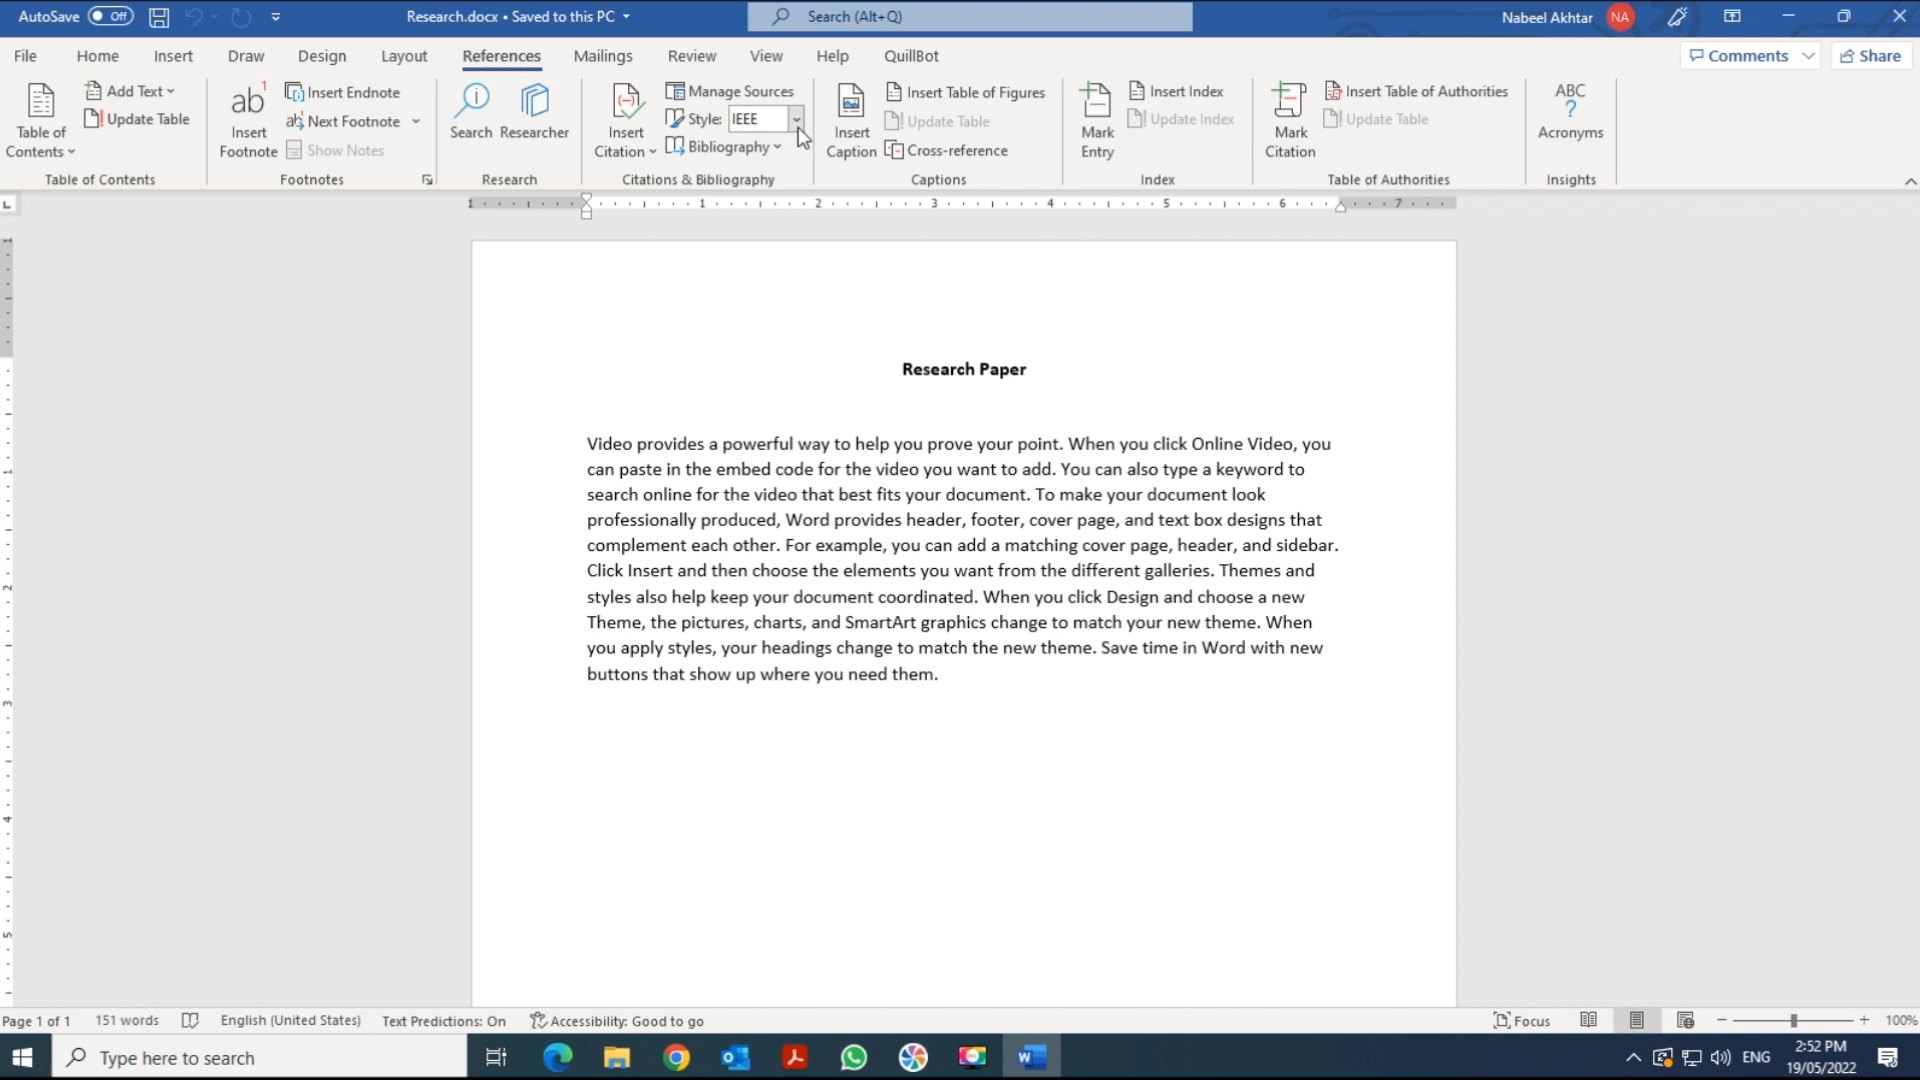 AutoSave Off Research.docx • Saved to this PC Search (Alt+Q) Nabeel Akhtar NA
File Home Insert Draw Design Layout References Mailings Review View Help QuillBot Comments Share
Table of Contents
Add Text
Update Table
Table of Contents
ab1
Insert Footnote
Insert Endnote
Next Footnote
Show Notes
Footnotes
Search Researcher
Research
Insert Citation
Manage Sources
Style: IEEE
Bibliography
Citations & Bibliography
Insert Caption
Insert Table of Figures
Update Table
Cross-reference
Captions
Mark Entry
Insert Index
Update Index
Index
Mark Citation
Insert Table of Authorities
Update Table
Table of Authorities
ABC
?
Acronyms
Insights
1 1 2 3 4 5 6 7
Research Paper
Video provides a powerful way to help you prove your point. When you click Online Video, you
can paste in the embed code for the video you want to add. You can also type a keyword to
search online for the video that best fits your document. To make your document look
professionally produced, Word provides header, footer, cover page, and text box designs that
complement each other. For example, you can add a matching cover page, header, and sidebar.
Click Insert and then choose the elements you want from the different galleries. Themes and
styles also help keep your document coordinated. When you click Design and choose a new
Theme, the pictures, charts, and SmartArt graphics change to match your new theme. When
you apply styles, your headings change to match the new theme. Save time in Word with new
buttons that show up where you need them.
Page 1 of 1 151 words English (United States) Text Predictions: On Accessibility: Good to go Focus 100%
Type here to search ENG 2:52 PM
19/05/2022